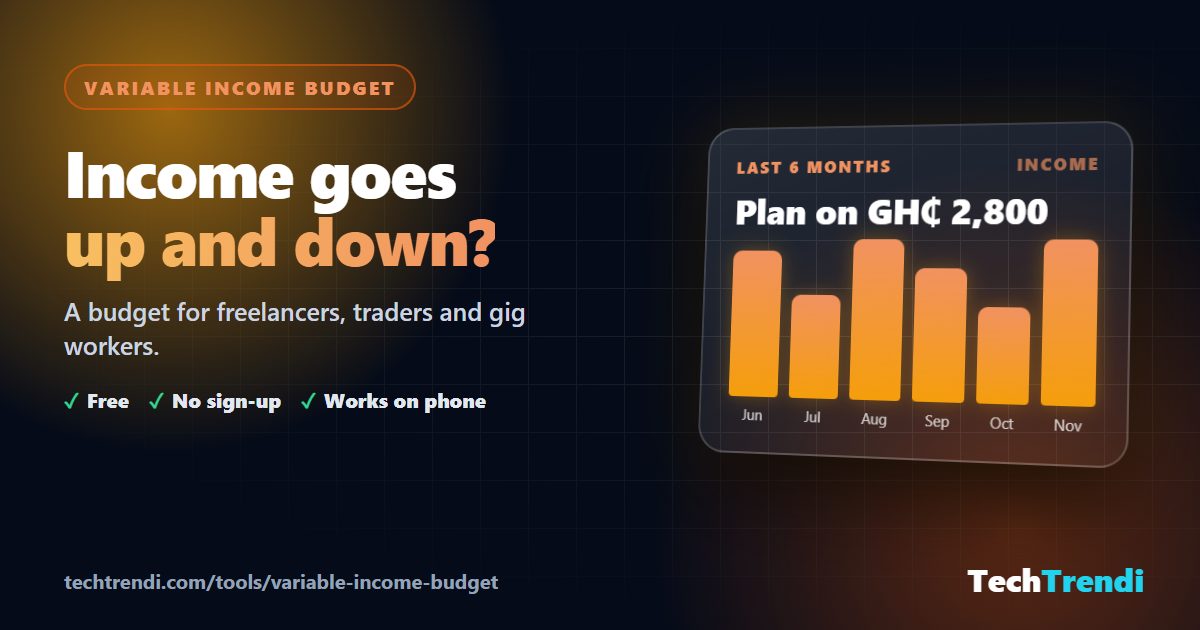 VARIABLE INCOME BUDGET
Income goes
up and down?
A budget for freelancers, traders and gig
workers.
✓ Free ✓ No sign-up ✓ Works on phone
LAST 6 MONTHS INCOME
Plan on GH₵ 2,800
Jun Jul Aug Sep Oct Nov
techtrendi.com/tools/variable-income-budget
TechTrendi